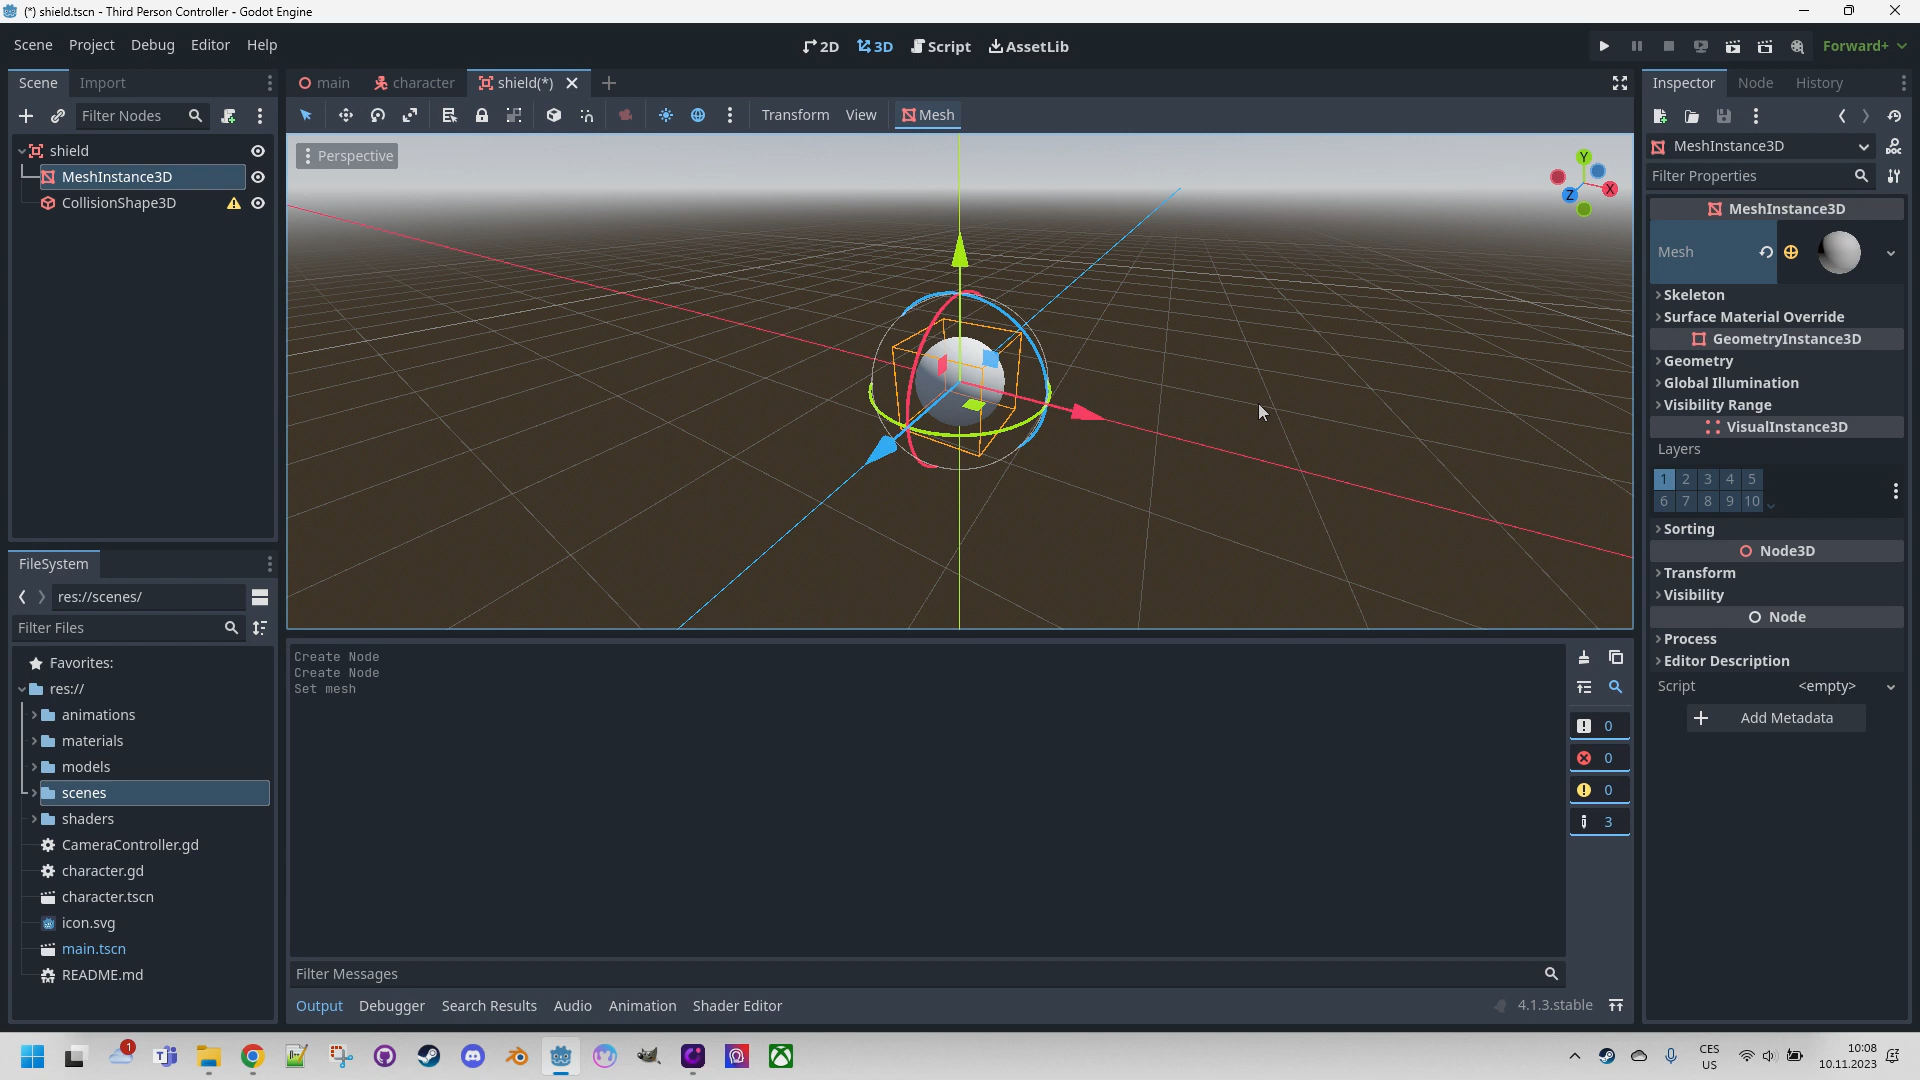 (*) shield.tscn - Third Person Controller - Godot Engine
Scene Project Debug Editor Help
2D 3D Script AssetLib
Forward+
Scene Import
main character shield(*)
Inspector Node History
Filter Nodes
Transform View Mesh
MeshInstance3D
Filter Properties
shield
MeshInstance3D
CollisionShape3D
Perspective
Y
X
Z
MeshInstance3D
Mesh
Skeleton
Surface Material Override
GeometryInstance3D
Geometry
Global Illumination
Visibility Range
VisualInstance3D
Layers
1 2 3 4 5
6 7 8 9 10
Sorting
Node3D
Transform
Visibility
Node
Process
Editor Description
Script <empty>
Add Metadata
FileSystem
res://scenes/
Filter Files
Favorites:
res://
animations
materials
models
scenes
shaders
CameraController.gd
character.gd
character.tscn
icon.svg
main.tscn
README.md
Create Node
Create Node
Set mesh
0
0
0
3
Filter Messages
Output Debugger Search Results Audio Animation Shader Editor
4.1.3.stable
1
CES
US
10:08
10.11.2023